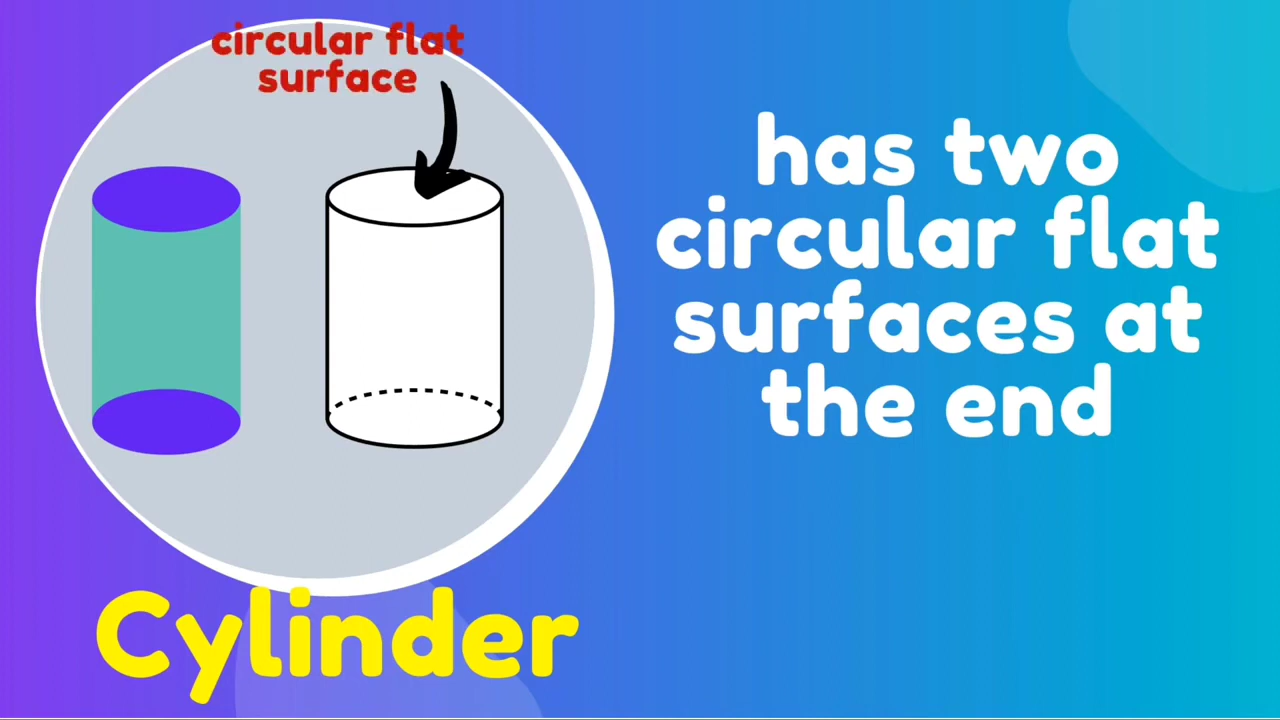 circular flat
surface
has two
circular flat
surfaces at
the end
Cylinder